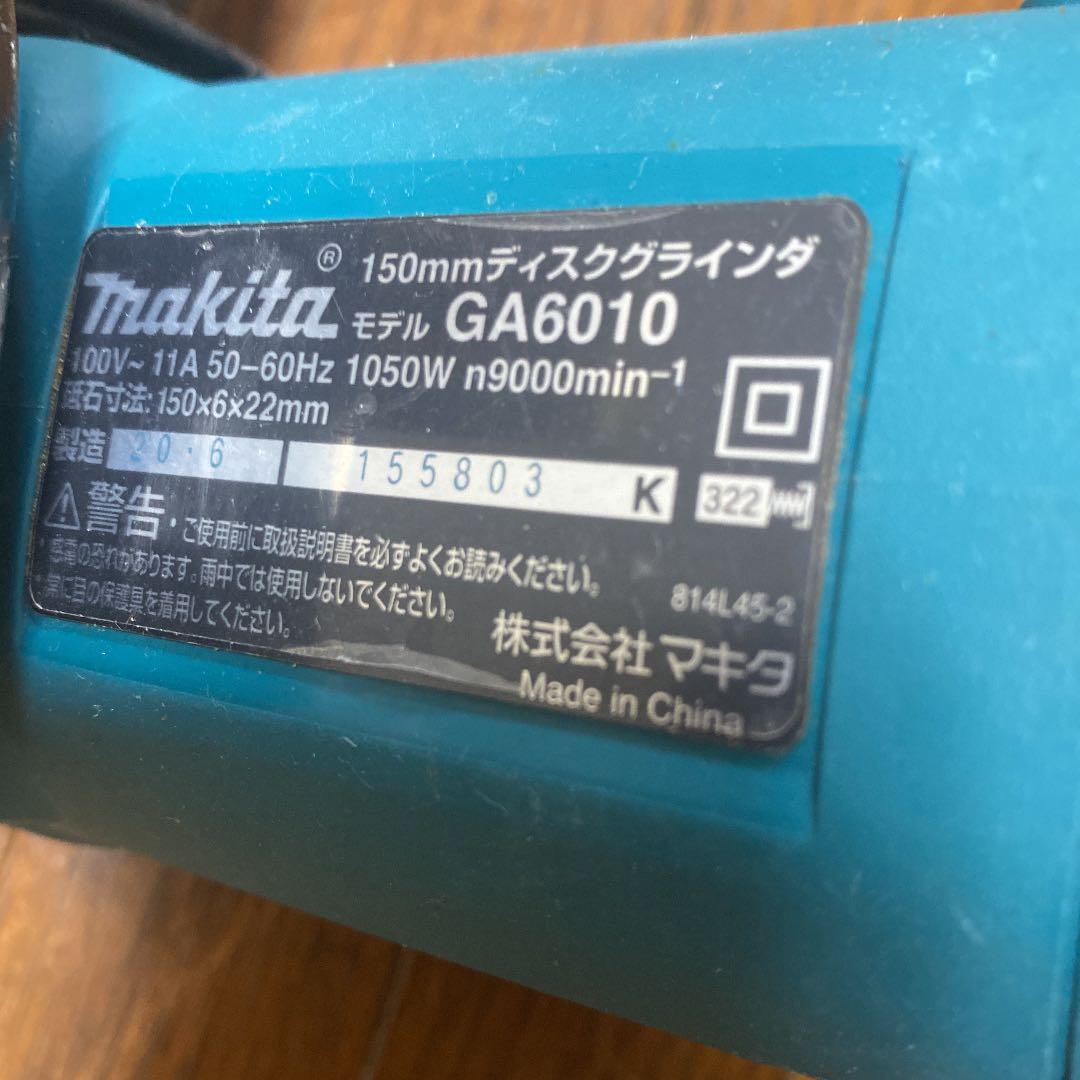 makita®
150mmディスクグラインダ
モデル GA6010
100V~ 11A 50-60Hz 1050W n9000min-1
砥石寸法:150×6×22mm
製造 20・6 155803 K
322
⚠警告・ご使用前に取扱説明書を必ずよくお読みください。
・感電の恐れがあります。雨中では使用しないでください。
・常に目の保護具を着用してください。
814L45-2
株式会社マキタ
Made in China